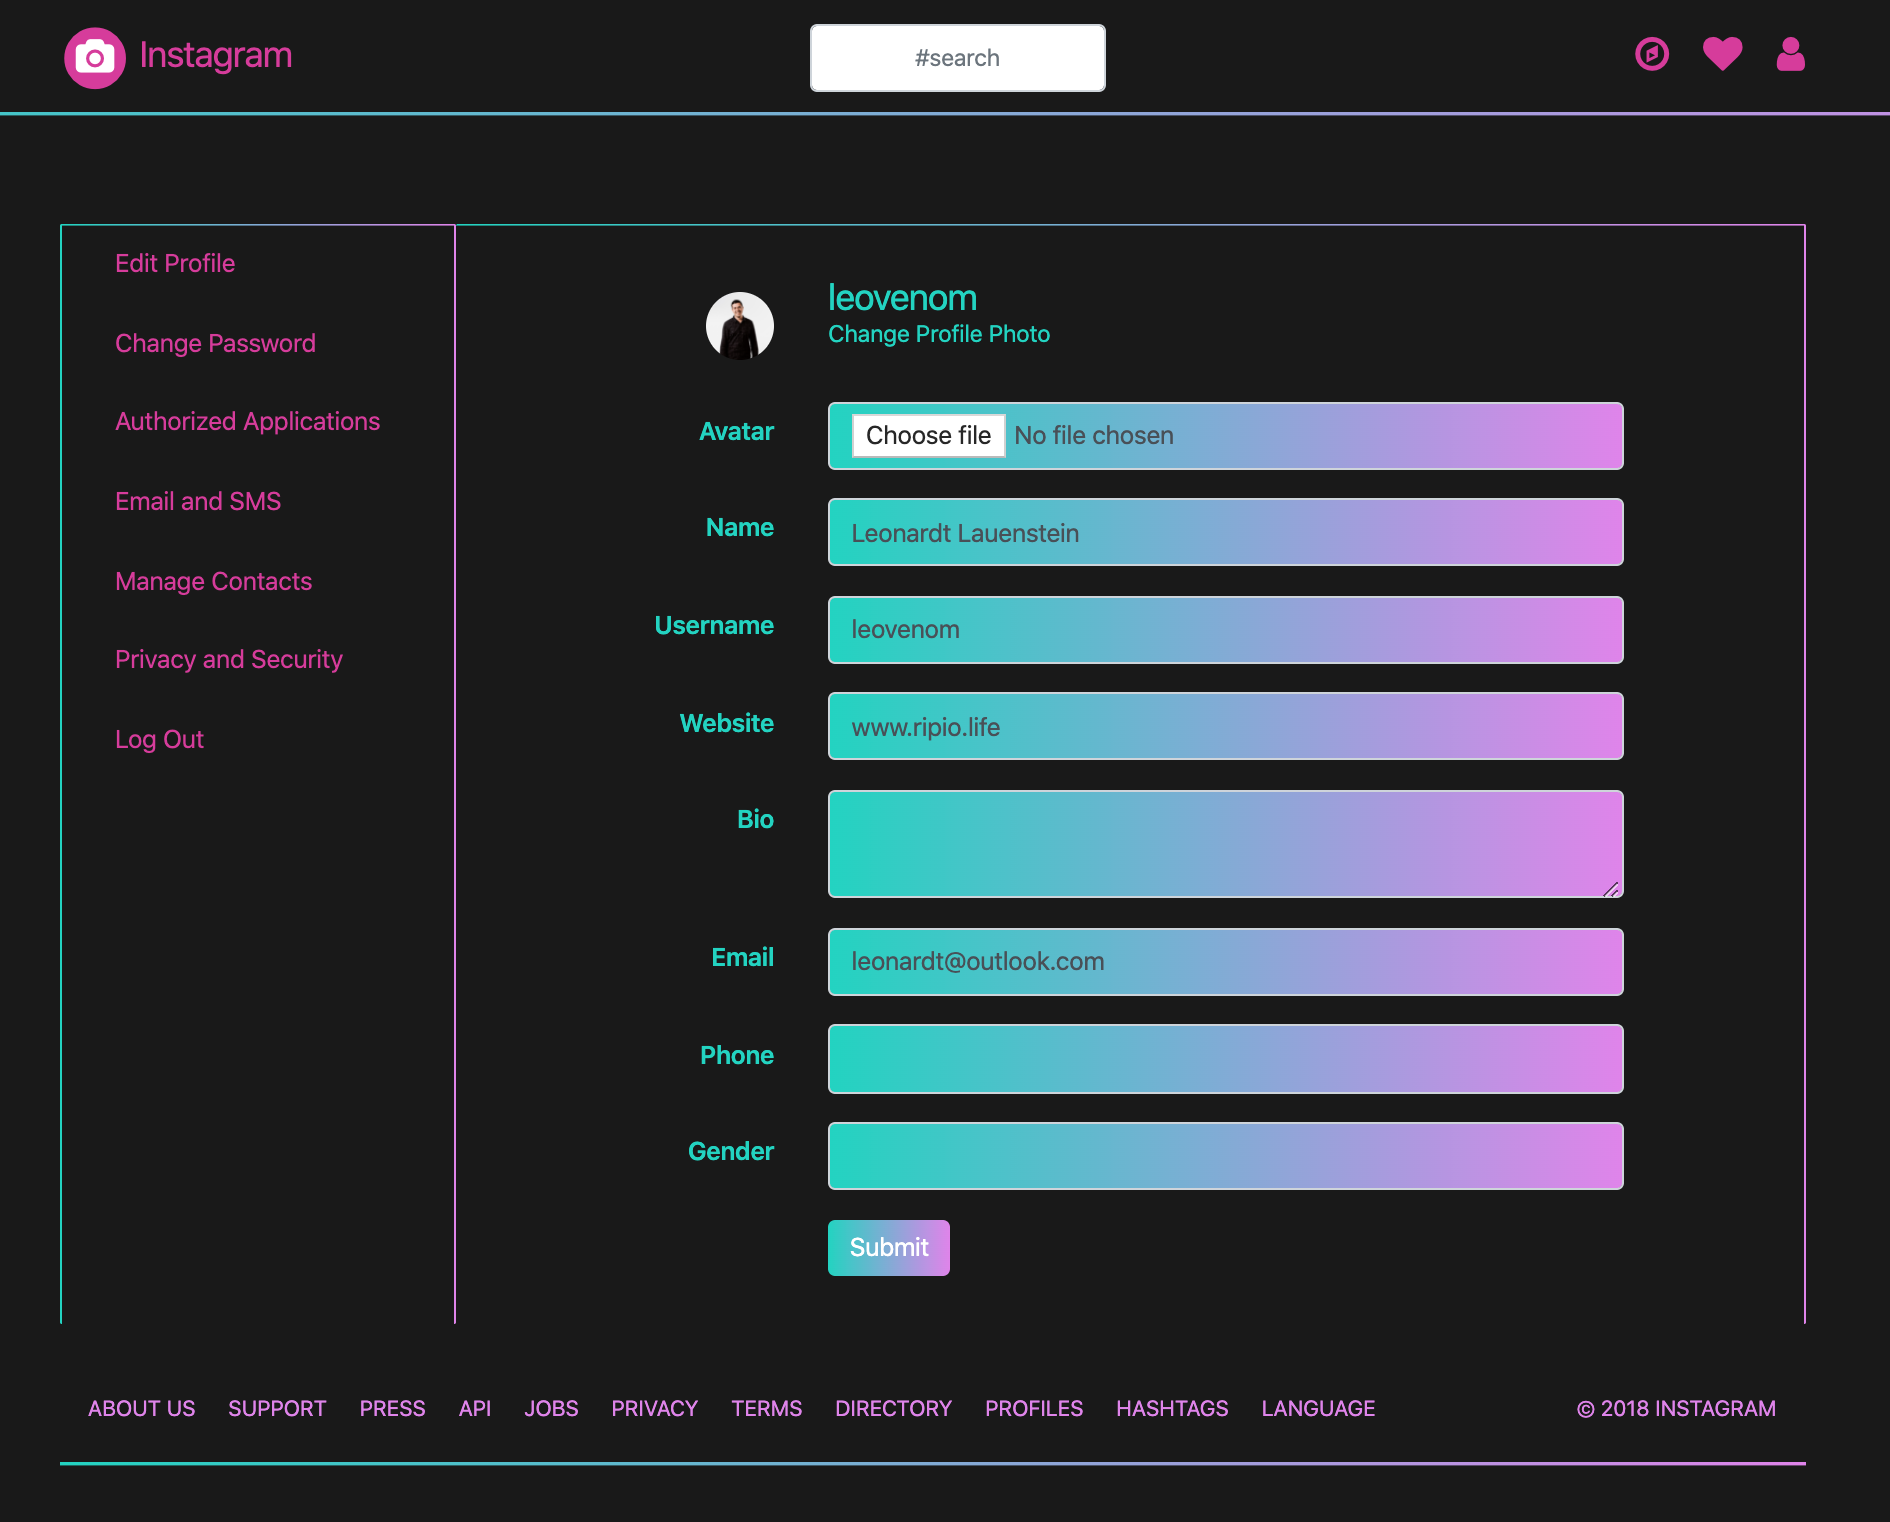 Instagram
#search
Edit Profile
Change Password
Authorized Applications
Email and SMS
Manage Contacts
Privacy and Security
Log Out
leovenom
Change Profile Photo
Avatar Choose file No file chosen
Name Leonardt Lauenstein
Username leovenom
Website www.ripio.life
Bio
Email leonardt@outlook.com
Phone
Gender
Submit
ABOUT US SUPPORT PRESS API JOBS PRIVACY TERMS DIRECTORY PROFILES HASHTAGS LANGUAGE © 2018 INSTAGRAM